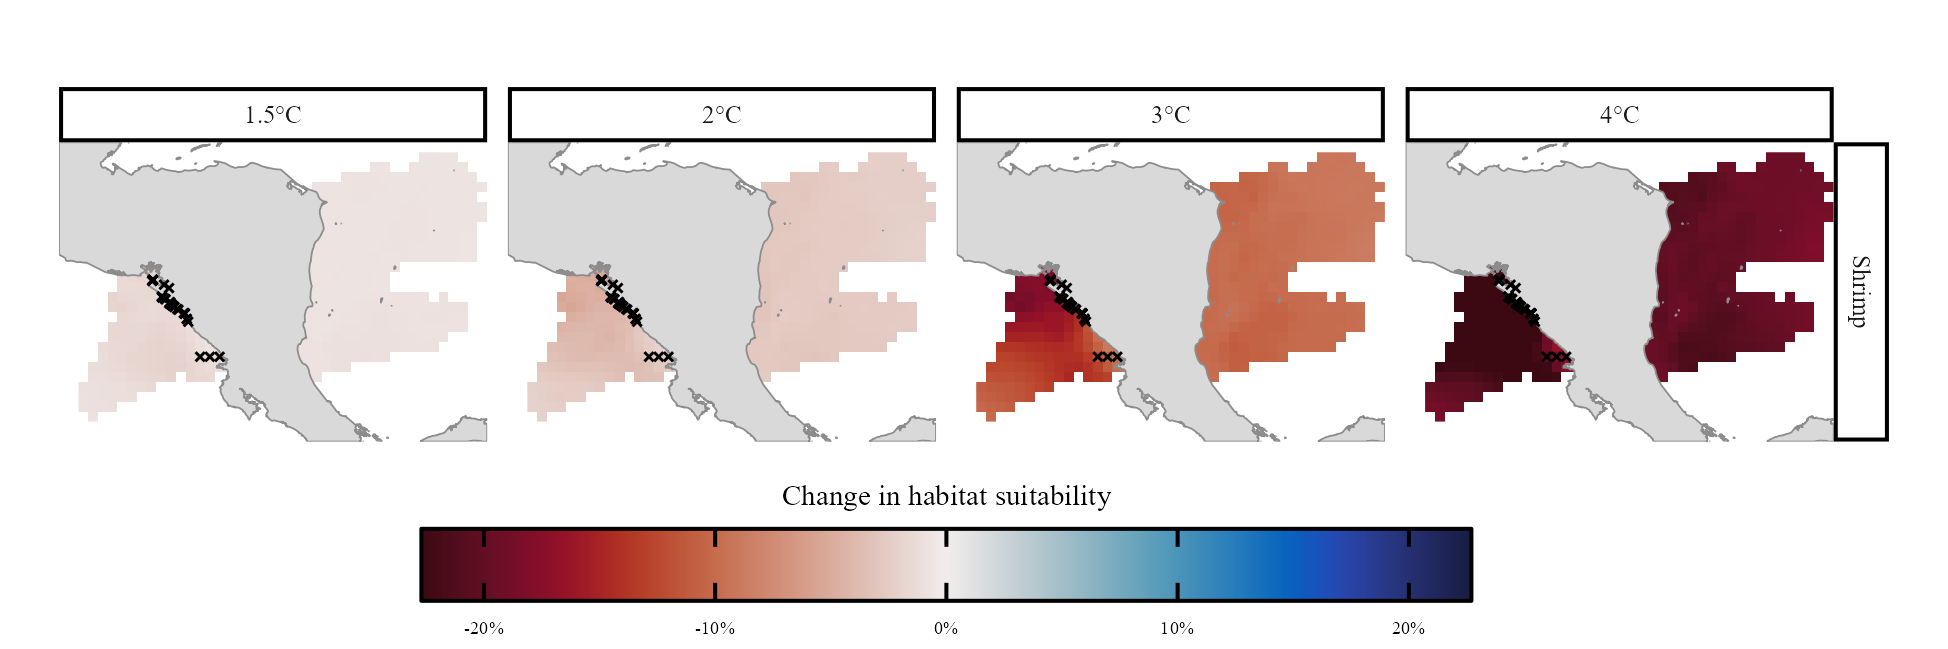 1.5°C
2°C
3°C
4°C
Shrimp
Change in habitat suitability
-20%
-10%
0%
10%
20%